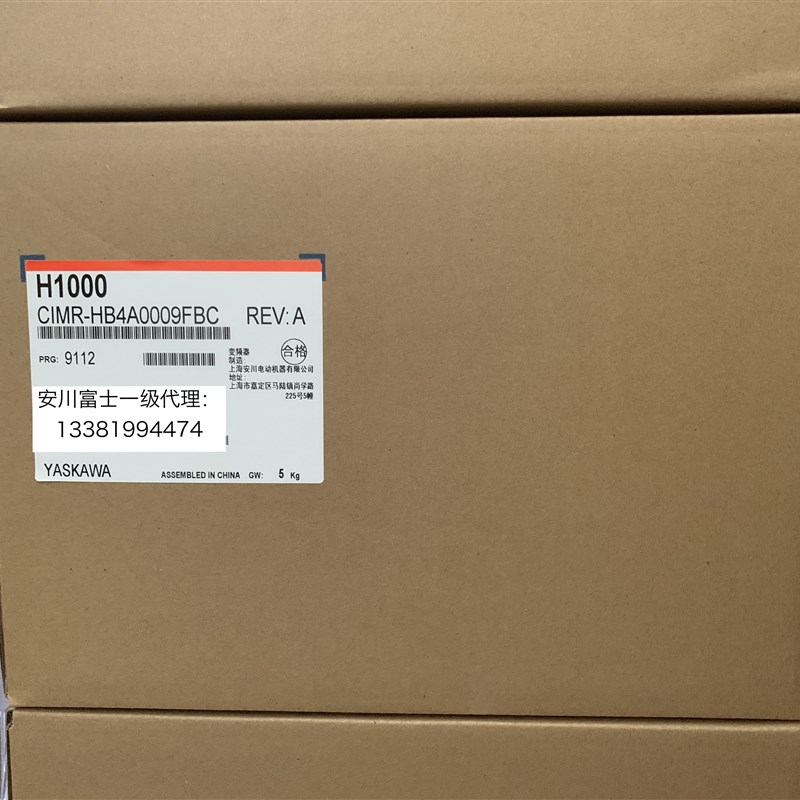 H1000
CIMR-HB4A0009FBC REV: A
PRG: 9112
变频器
合格
制造:
上海安川电动机器有限公司
地址:
上海市嘉定区马陆镇尚学路
225号5幢
安川富士一级代理:
13381994474
YASKAWA
ASSEMBLED IN CHINA GW: 5 Kg